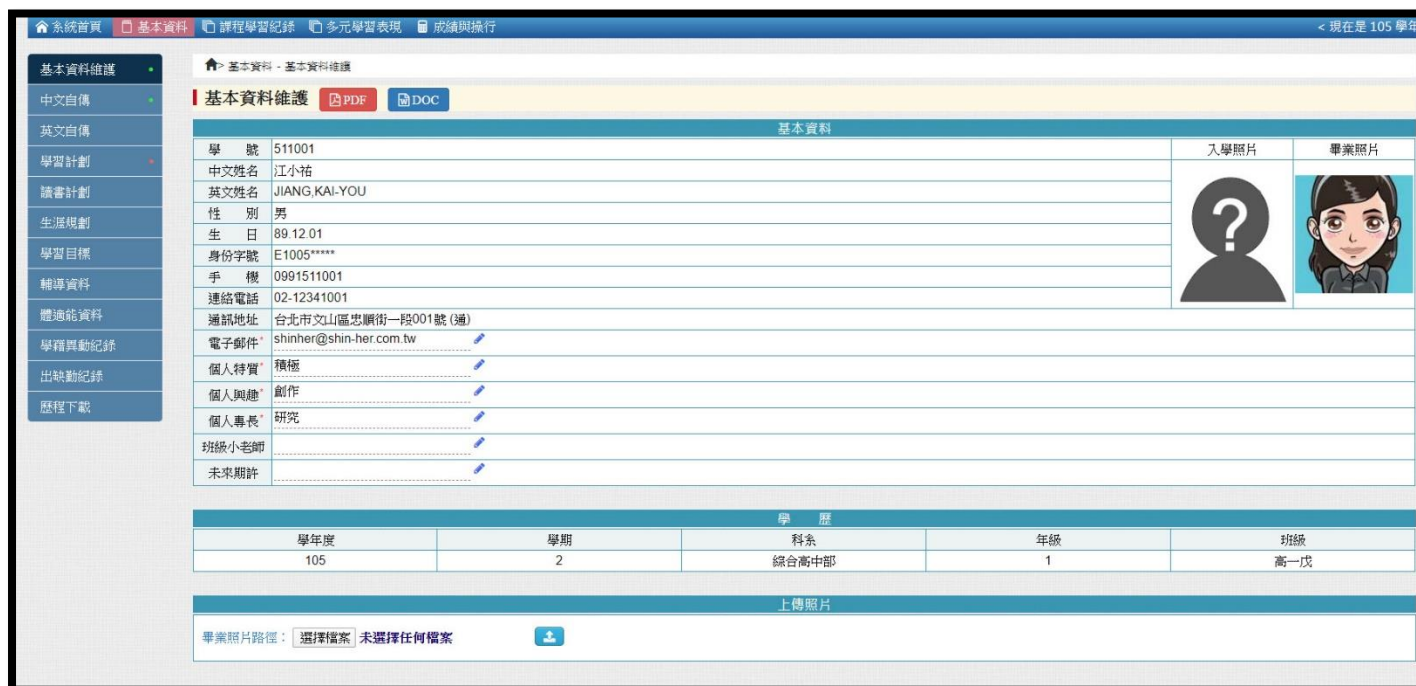 系統首頁 基本資料 課程學習紀錄 多元學習表現 成績與操行 < 現在是 105 學年
基本資料維護
中文自傳
英文自傳
學習計劃
讀書計劃
生涯規劃
學習目標
輔導資料
體適能資料
學籍異動紀錄
出缺勤紀錄
歷程下載
> 基本資料 - 基本資料維護
基本資料維護 PDF DOC
基本資料
學 號 511001 入學照片 畢業照片
中文姓名 江小祐
英文姓名 JIANG,KAI-YOU
性 別 男
生 日 89.12.01
身份字號 E1005*****
手 機 0991511001
連絡電話 02-12341001
通訊地址 台北市文山區忠順街一段001號 (通)
電子郵件* shinher@shin-her.com.tw
個人特質* 積極
個人興趣* 創作
個人專長* 研究
班級小老師
未來期許
學 歷
學年度 學期 科系 年級 班級
105 2 綜合高中部 1 高一戊
上傳照片
畢業照片路徑： 選擇檔案 未選擇任何檔案